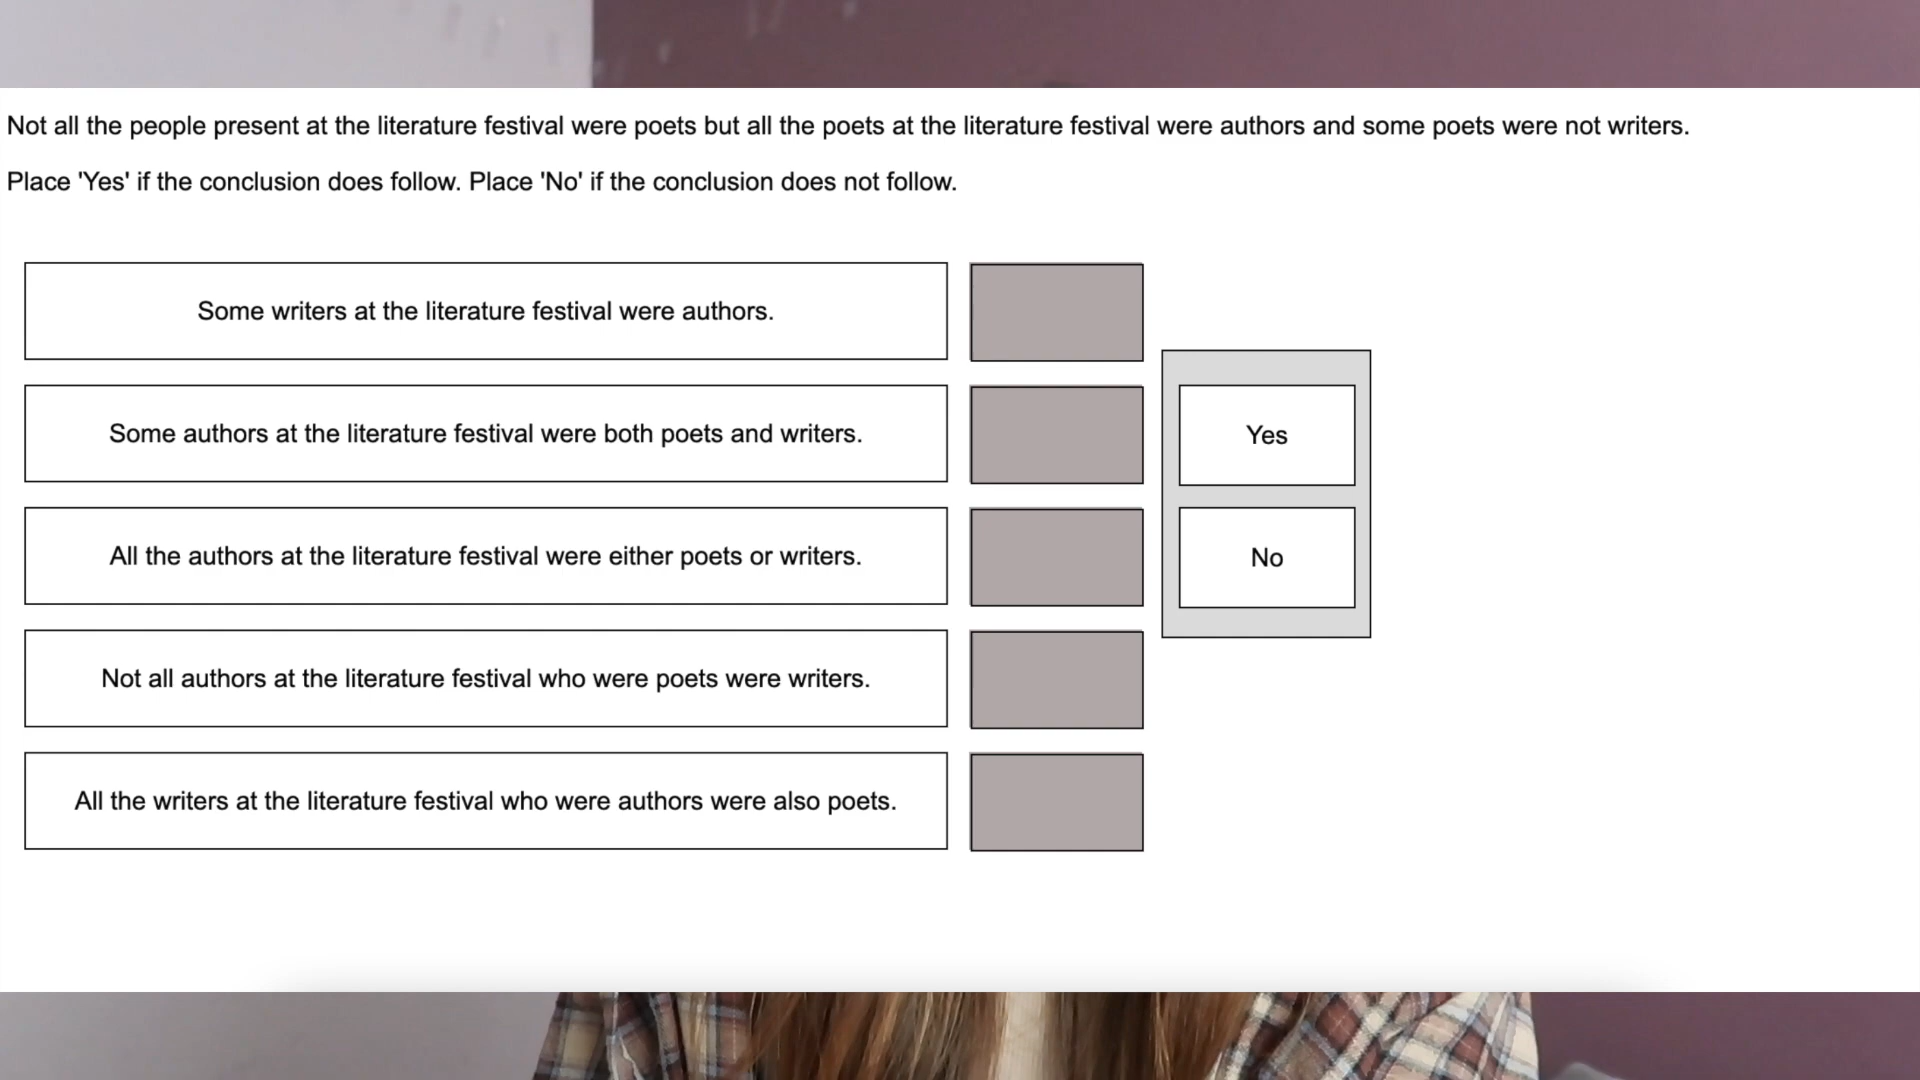 Not all the people present at the literature festival were poets but all the poets at the literature festival were authors and some poets were not writers.
Place 'Yes' if the conclusion does follow. Place 'No' if the conclusion does not follow.
Some writers at the literature festival were authors.
Some authors at the literature festival were both poets and writers.
Yes
All the authors at the literature festival were either poets or writers.
No
Not all authors at the literature festival who were poets were writers.
All the writers at the literature festival who were authors were also poets.